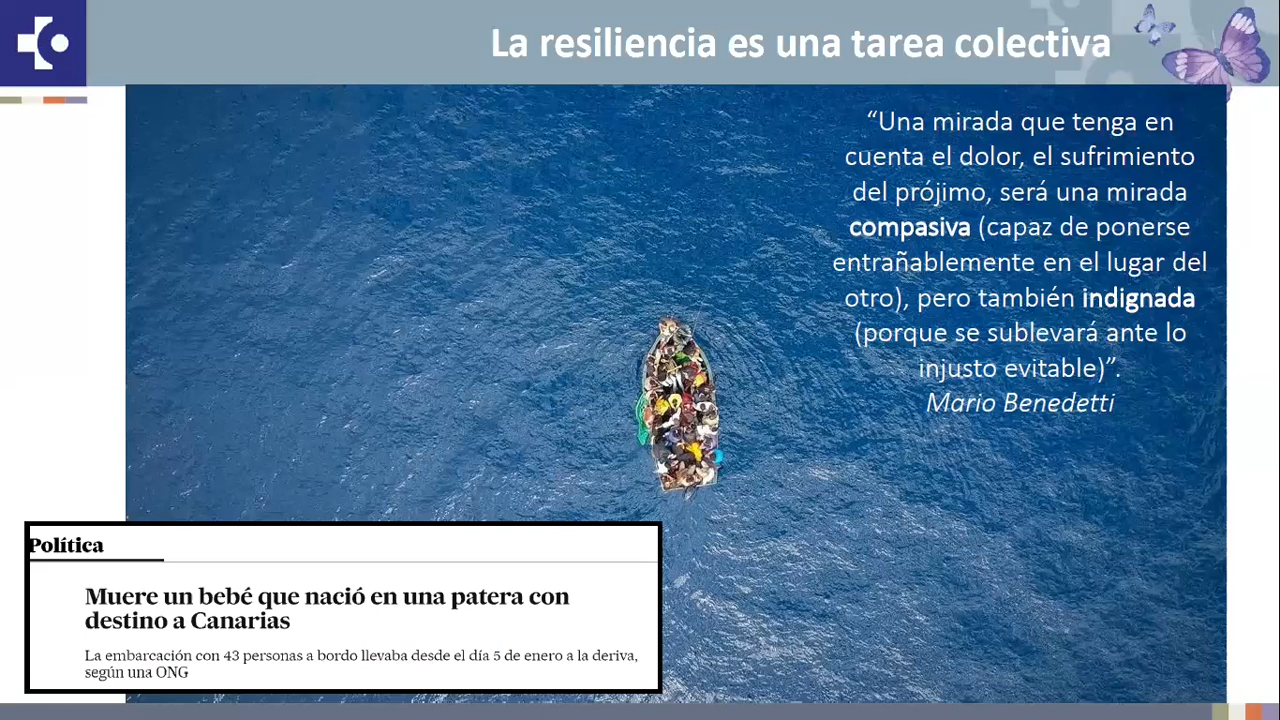 La resiliencia es una tarea colectiva
“Una mirada que tenga en
cuenta el dolor, el sufrimiento
del prójimo, será una mirada
compasiva (capaz de ponerse
entrañablemente en el lugar del
otro), pero también indignada
(porque se sublevará ante lo
injusto evitable)”.
Mario Benedetti
Política
Muere un bebé que nació en una patera con
destino a Canarias
La embarcación con 43 personas a bordo llevaba desde el día 5 de enero a la deriva,
según una ONG